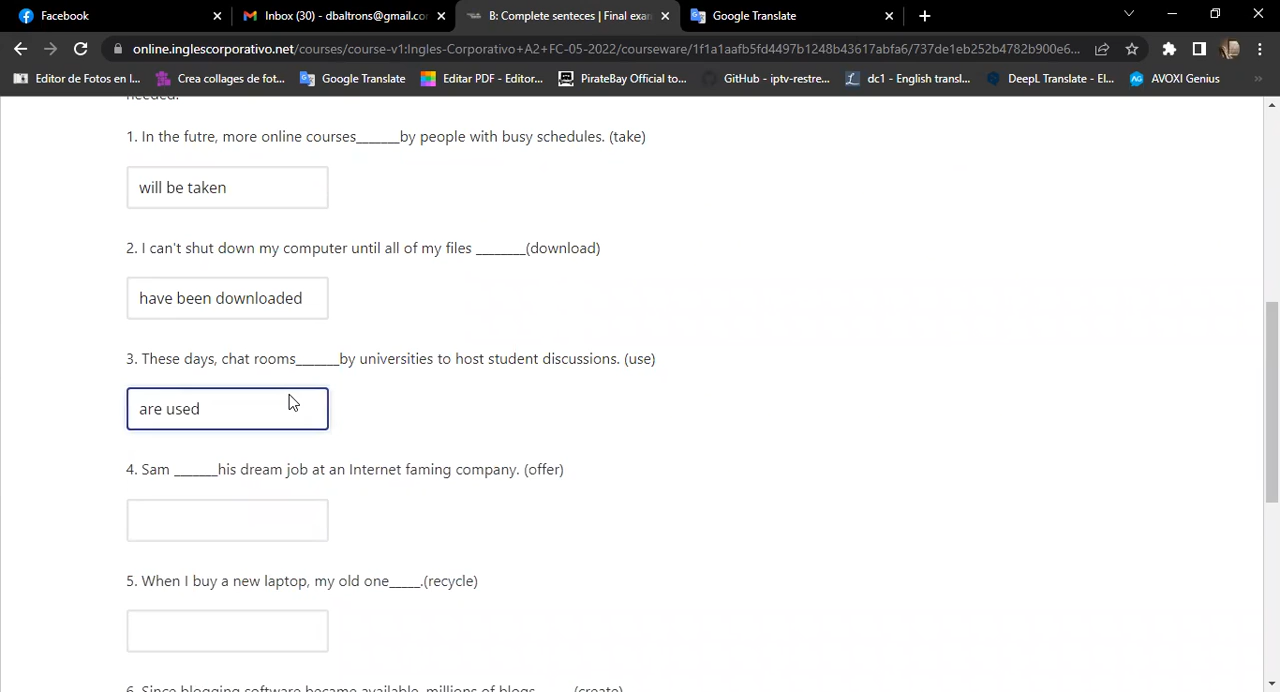 Facebook
Inbox (30) - dbaltrons@gmail.co
B: Complete senteces | Final exa
Google Translate
online.inglescorporativo.net/courses/course-v1:Ingles-Corporativo+A2+FC-05-2022/courseware/1f1a1aafb5fd4497b1248b43617abfa6/737de1eb252b4782b900e6...
Editor de Fotos en l...
Crea collages de fot...
Google Translate
Editar PDF - Editor...
PirateBay Official to...
GitHub - iptv-restre...
dc1 - English transl...
DeepL Translate - El...
AVOXI Genius
needed.
1. In the futre, more online courses_______by people with busy schedules. (take)
will be taken
2. I can't shut down my computer until all of my files ________(download)
have been downloaded
3. These days, chat rooms_______by universities to host student discussions. (use)
are used
4. Sam _______his dream job at an Internet faming company. (offer)
5. When I buy a new laptop, my old one_____.(recycle)
6. Since blogging software became available, millions of blogs______(create)